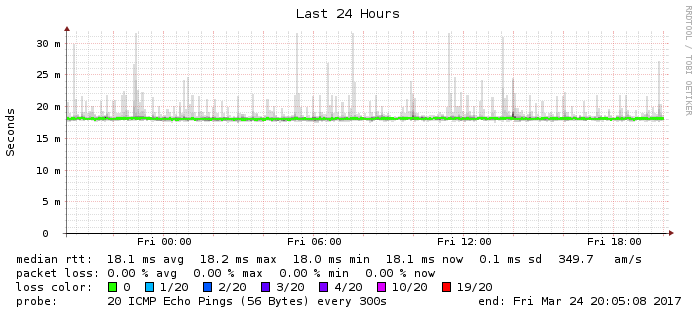 Last 24 Hours
RRDTOOL / TOBI OETIKER
Seconds
30 m
25 m
20 m
15 m
10 m
5 m
0
Fri 00:00 Fri 06:00 Fri 12:00 Fri 18:00
median rtt: 18.1 ms avg 18.2 ms max 18.0 ms min 18.1 ms now 0.1 ms sd 349.7 am/s
packet loss: 0.00 % avg 0.00 % max 0.00 % min 0.00 % now
loss color: 0 1/20 2/20 3/20 4/20 10/20 19/20
probe: 20 ICMP Echo Pings (56 Bytes) every 300s end: Fri Mar 24 20:05:08 2017